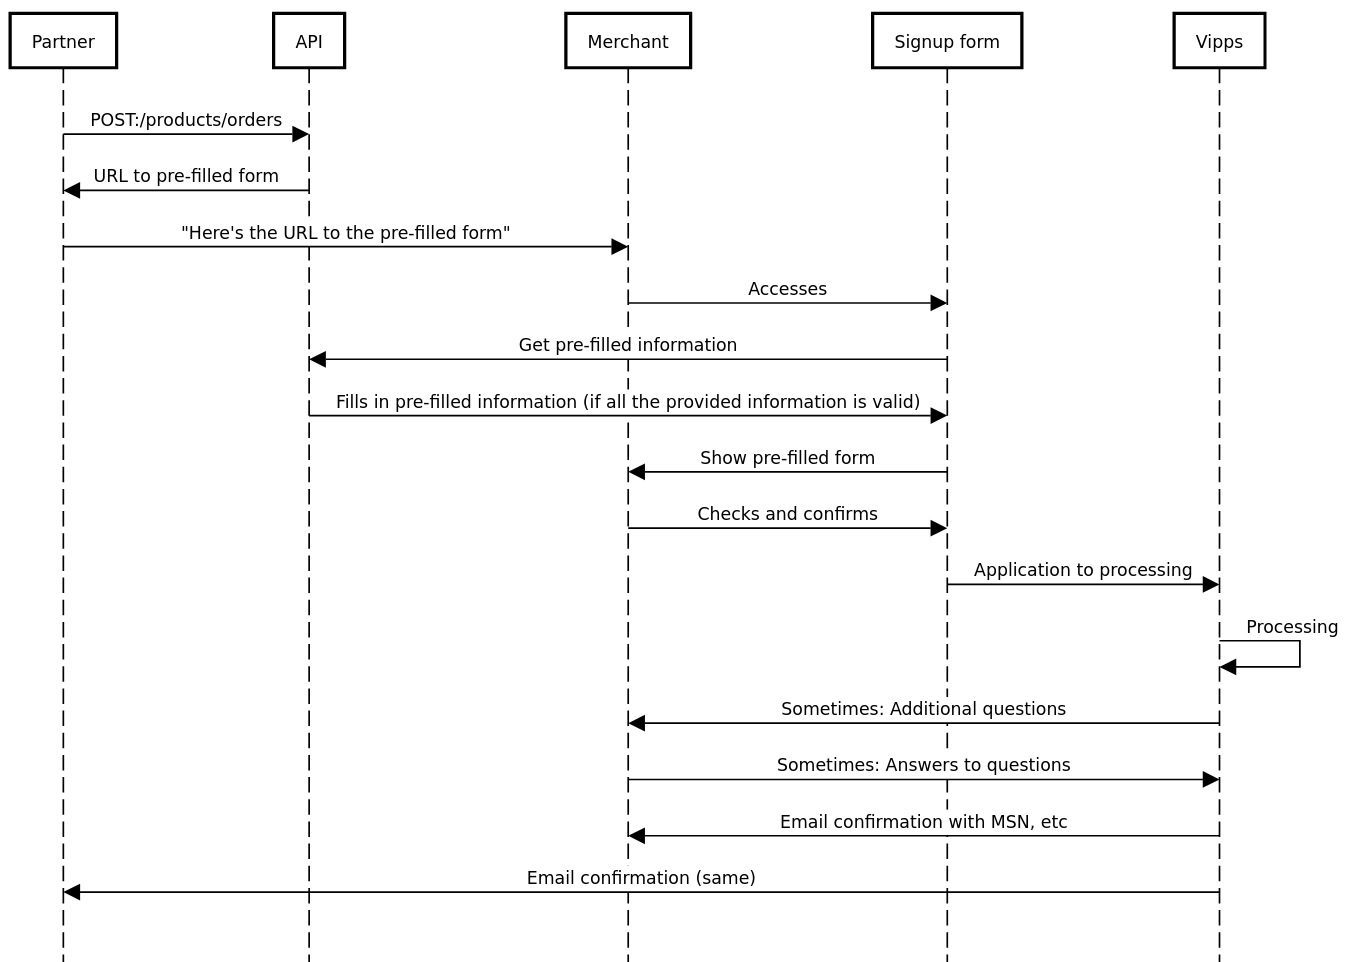 Partner
API
Merchant
Signup form
Vipps
POST:/products/orders
URL to pre-filled form
"Here's the URL to the pre-filled form"
Accesses
Get pre-filled information
Fills in pre-filled information (if all the provided information is valid)
Show pre-filled form
Checks and confirms
Application to processing
Processing
Sometimes: Additional questions
Sometimes: Answers to questions
Email confirmation with MSN, etc
Email confirmation (same)